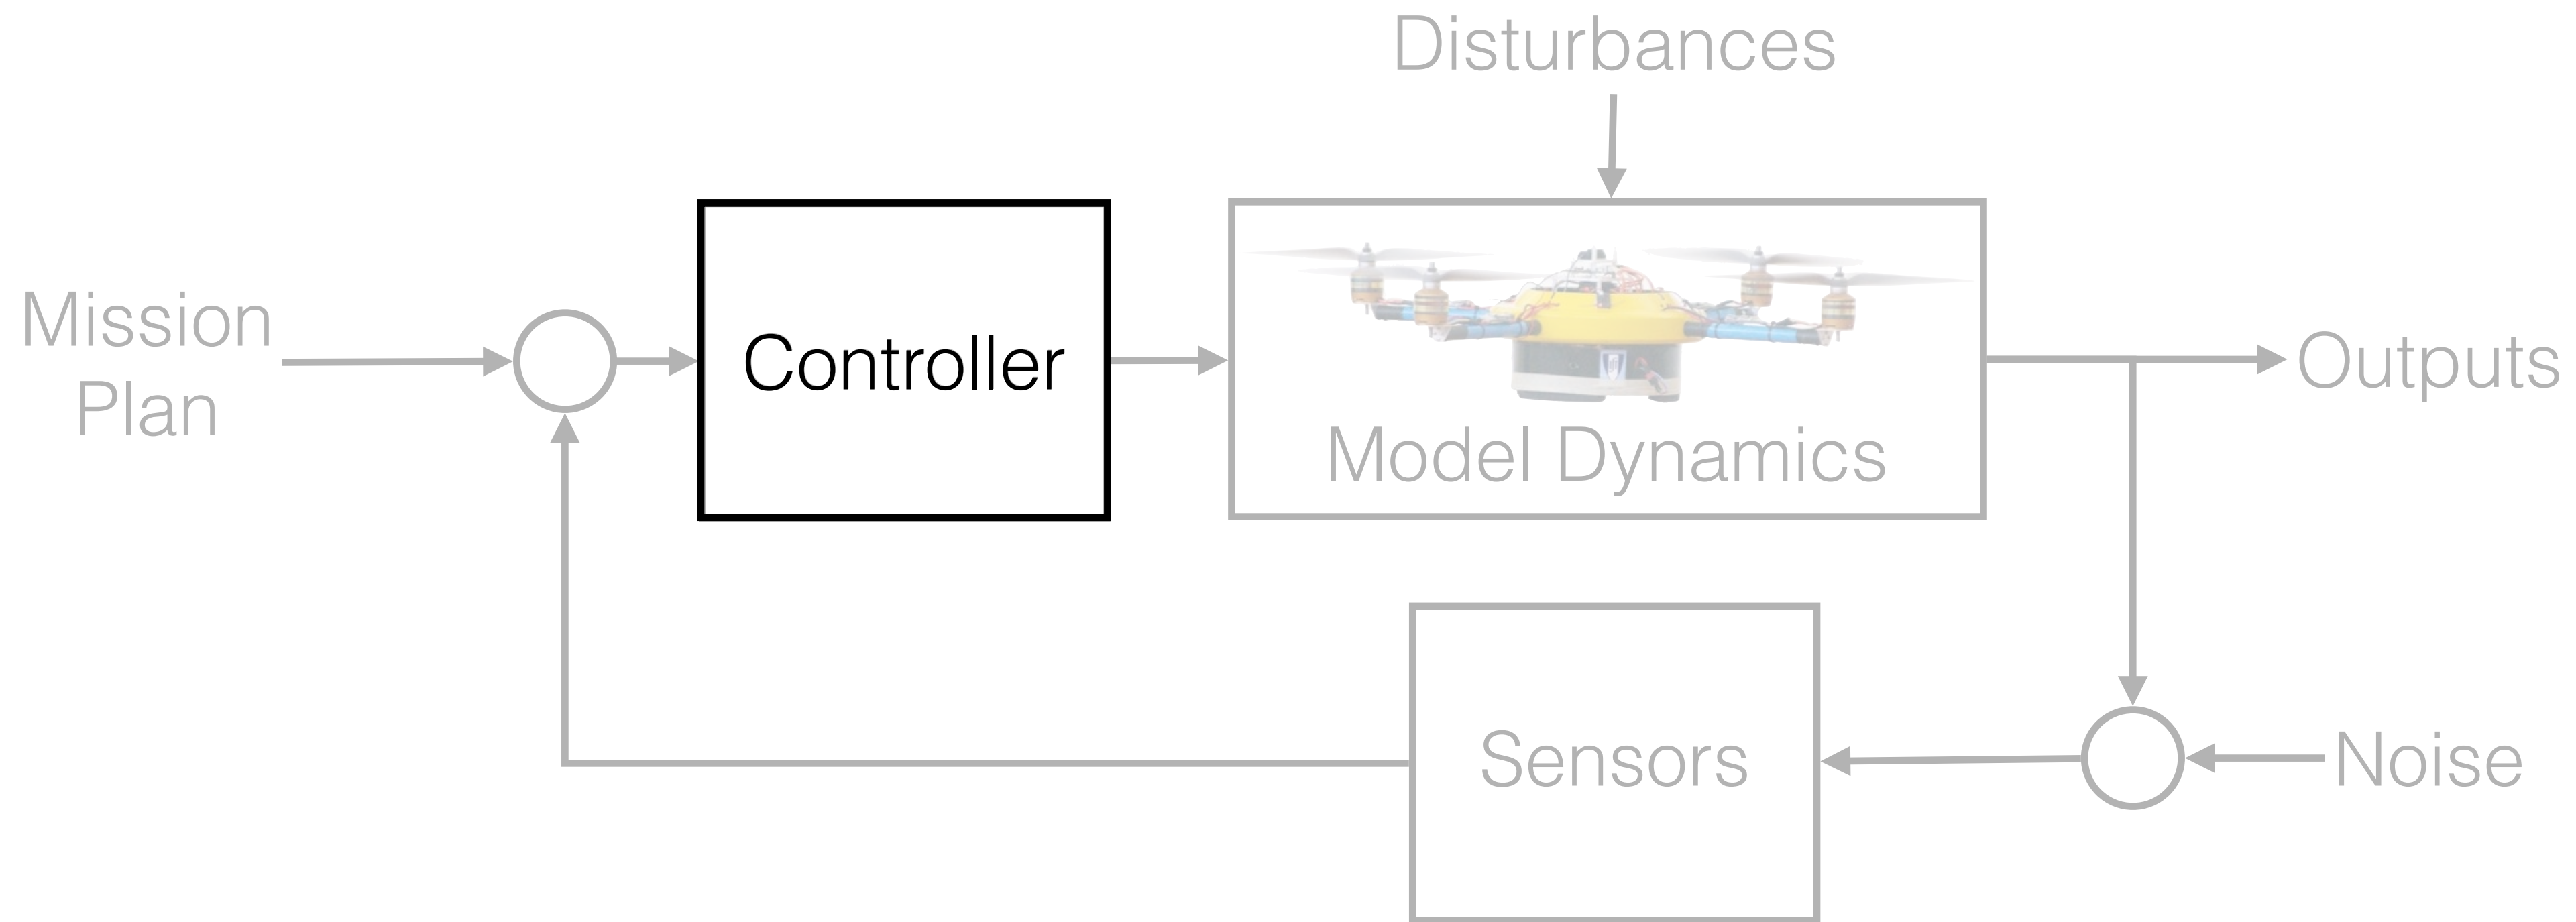 Disturbances
Mission
Plan
Controller
Model Dynamics
Outputs
Sensors
Noise